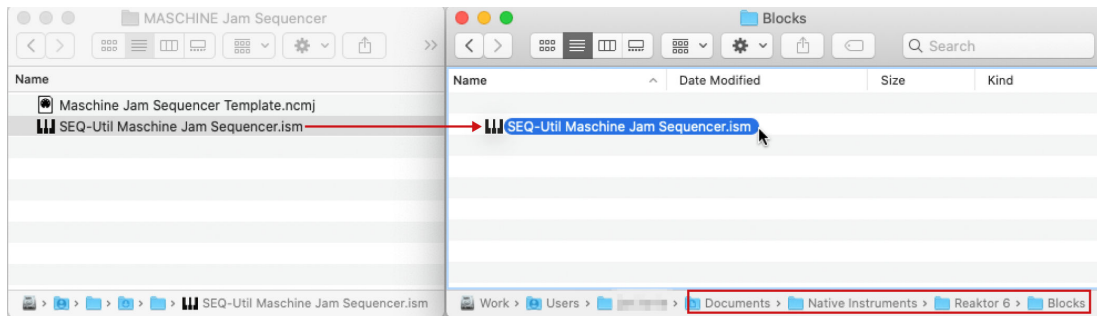 MASCHINE Jam Sequencer
Name
Maschine Jam Sequencer Template.ncmj
SEQ-Util Maschine Jam Sequencer.ism
SEQ-Util Maschine Jam Sequencer.ism
Blocks
Search
Name Date Modified Size Kind
SEQ-Util Maschine Jam Sequencer.ism
Work › Users › › Documents › Native Instruments › Reaktor 6 › Blocks